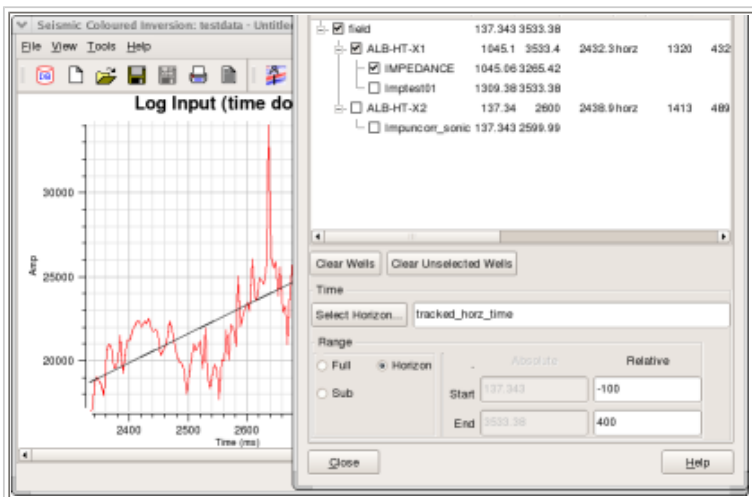 Seismic Coloured Inversion: testdata - Untitle
File View Tools Help
Log Input (time do
30000
25000
20000
Amp
2400 2500 2600
Time (ms)
field 137.343 3533.38
ALB-HT-X1 1045.1 3533.4 2432.3 horz 1320 432
IMPEDANCE 1045.06 3265.42
Imptest01 1309.38 3533.38
ALB-HT-X2 137.34 2600 2438.9 horz 1413 489
Impuncorr_sonic 137.343 2599.99
Clear Wells Clear Unselected Wells
Time
Select Horizon... tracked_horz_time
Range
Full Horizon Absolute Relative
Sub Start 137.343 -100
End 3533.38 400
Close Help